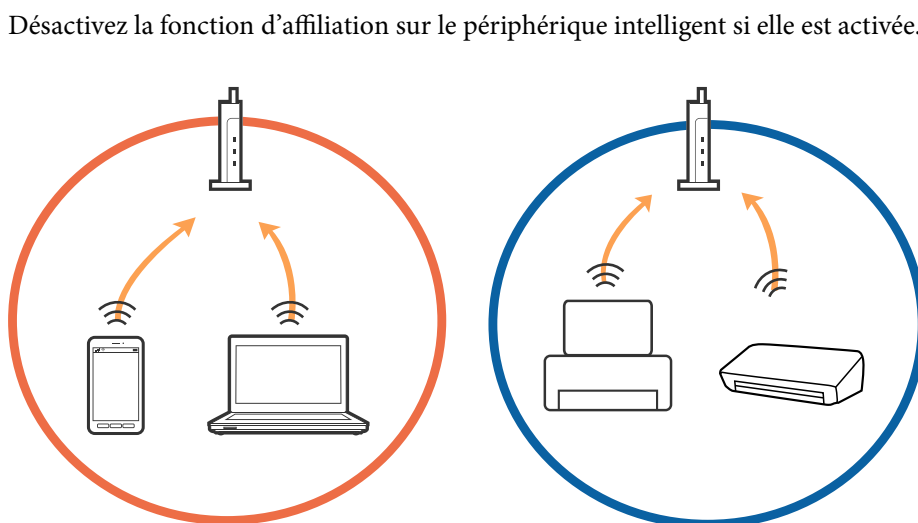 Désactivez la fonction d’affiliation sur le périphérique intelligent si elle est activée.